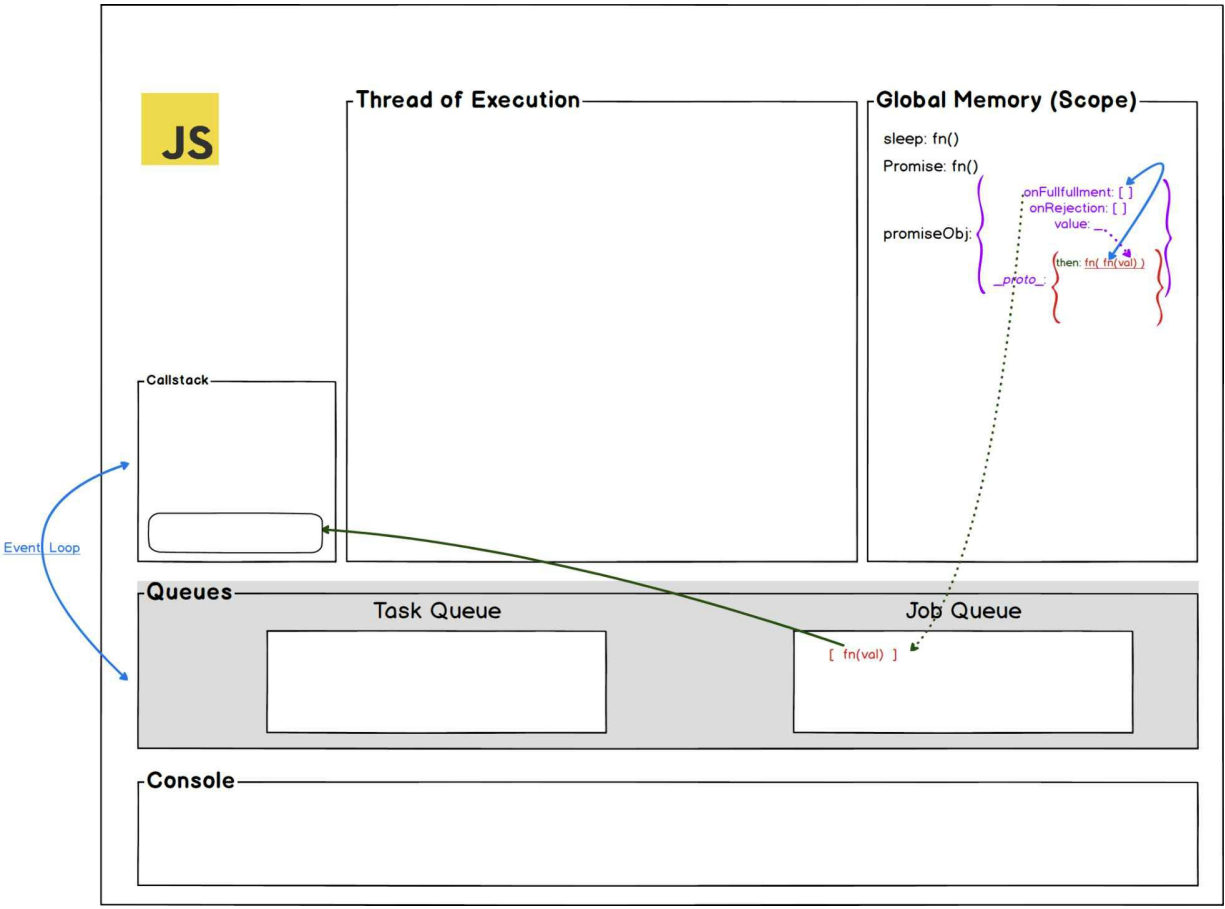 JS
Thread of Execution
Global Memory (Scope)
sleep: fn()
Promise: fn()
onFullfullment: [ ]
onRejection: [ ]
value: _
promiseObj:
then: fn( fn(val) )
_proto_:
Callstack
Event Loop
Queues
Task Queue
Job Queue
[ fn(val) ]
Console